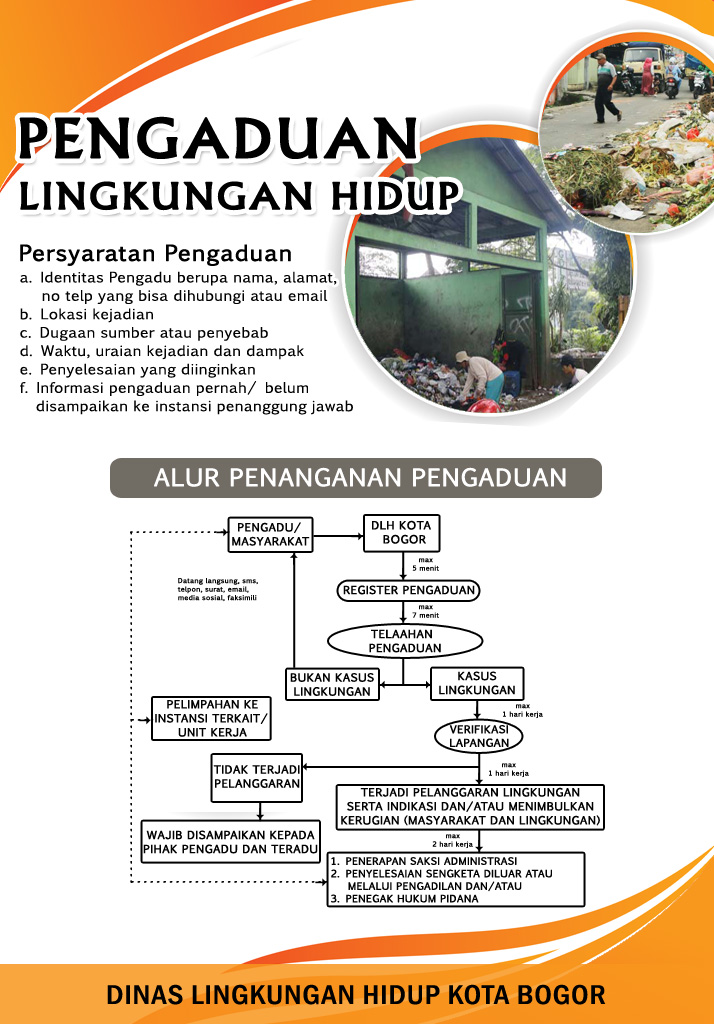 PENGADUAN
LINGKUNGAN HIDUP
Persyaratan Pengaduan
a. Identitas Pengadu berupa nama, alamat,
no telp yang bisa dihubungi atau email
b. Lokasi kejadian
c. Dugaan sumber atau penyebab
d. Waktu, uraian kejadian dan dampak
e. Penyelesaian yang diinginkan
f. Informasi pengaduan pernah/ belum
disampaikan ke instansi penanggung jawab
ALUR PENANGANAN PENGADUAN
PENGADU/
MASYARAKAT
DLH KOTA
BOGOR
max
5 menit
Datang langsung, sms,
telpon, surat, email,
media sosial, faksimili
REGISTER PENGADUAN
max
7 menit
TELAAHAN
PENGADUAN
BUKAN KASUS
LINGKUNGAN
KASUS
LINGKUNGAN
max
1 hari kerja
PELIMPAHAN KE
INSTANSI TERKAIT/
UNIT KERJA
VERIFIKASI
LAPANGAN
max
1 hari kerja
TIDAK TERJADI
PELANGGARAN
TERJADI PELANGGARAN LINGKUNGAN
SERTA INDIKASI DAN/ATAU MENIMBULKAN
KERUGIAN (MASYARAKAT DAN LINGKUNGAN)
WAJIB DISAMPAIKAN KEPADA
PIHAK PENGADU DAN TERADU
max
2 hari kerja
1. PENERAPAN SAKSI ADMINISTRASI
2. PENYELESAIAN SENGKETA DILUAR ATAU
MELALUI PENGADILAN DAN/ATAU
3. PENEGAK HUKUM PIDANA
DINAS LINGKUNGAN HIDUP KOTA BOGOR